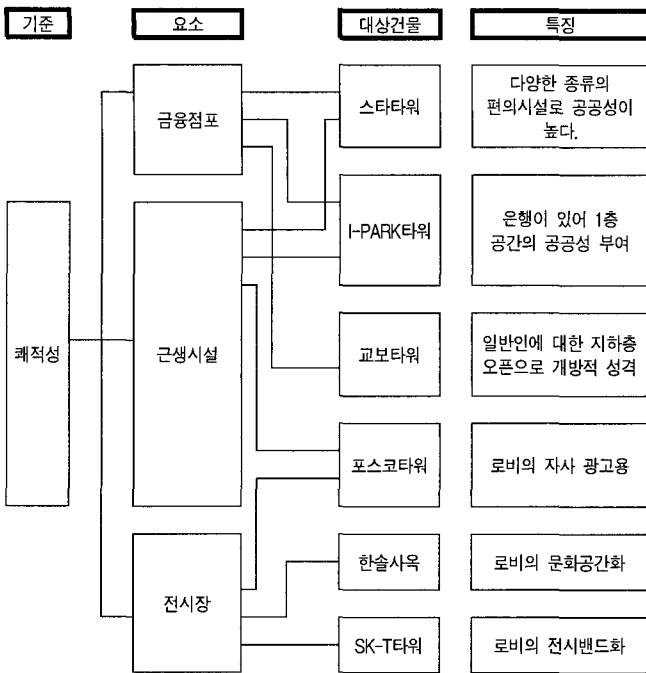 기준
요소
대상건물
특징
쾌적성
금융점포
근생시설
전시장
스타타워
다양한 종류의
편의시설로 공공성이
높다.
I-PARK타워
은행이 있어 1층
공간의 공공성 부여
교보타워
일반인에 대한 지하층
오픈으로 개방적 성격
포스코타워
로비의 자사 광고용
한솔사옥
로비의 문화공간화
SK-T타워
로비의 전시밴드화